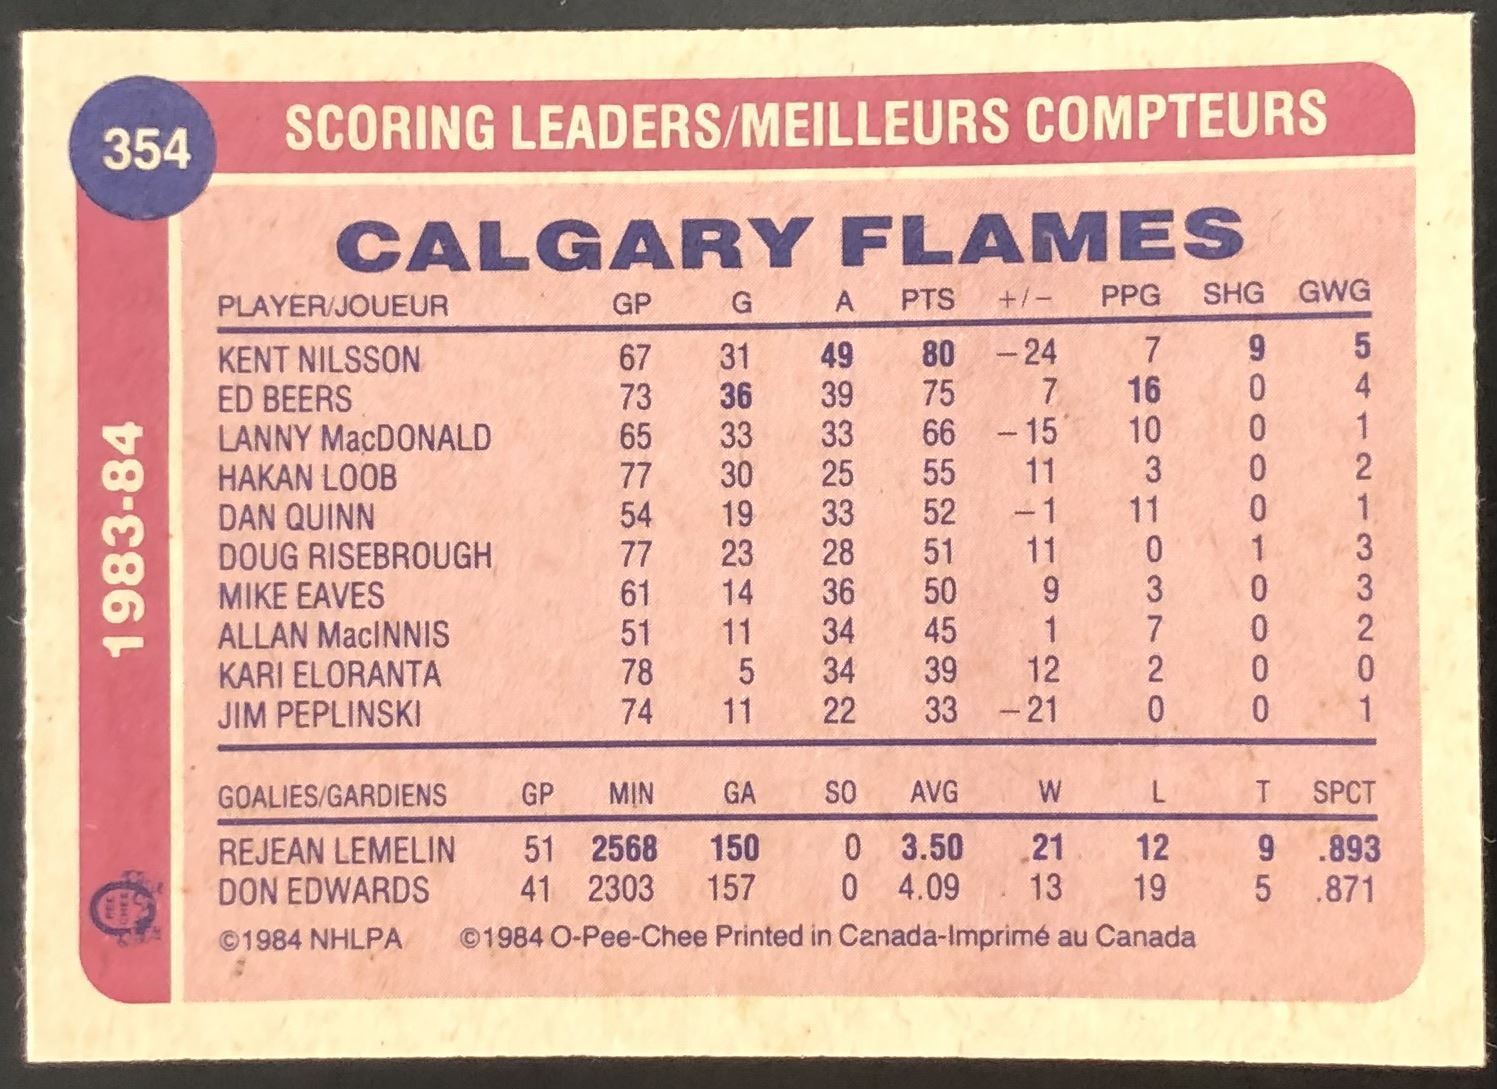 354
SCORING LEADERS/MEILLEURS COMPTEURS
1983-84
CALGARY FLAMES
PLAYER/JOUEUR GP G A PTS +/− PPG SHG GWG
KENT NILSSON 67 31 49 80 −24 7 9 5
ED BEERS 73 36 39 75 7 16 0 4
LANNY MacDONALD 65 33 33 66 −15 10 0 1
HAKAN LOOB 77 30 25 55 11 3 0 2
DAN QUINN 54 19 33 52 −1 11 0 1
DOUG RISEBROUGH 77 23 28 51 11 0 1 3
MIKE EAVES 61 14 36 50 9 3 0 3
ALLAN MacINNIS 51 11 34 45 1 7 0 2
KARI ELORANTA 78 5 34 39 12 2 0 0
JIM PEPLINSKI 74 11 22 33 −21 0 0 1
GOALIES/GARDIENS GP MIN GA SO AVG W L T SPCT
REJEAN LEMELIN 51 2568 150 0 3.50 21 12 9 .893
DON EDWARDS 41 2303 157 0 4.09 13 19 5 .871
©1984 NHLPA ©1984 O-Pee-Chee Printed in Canada-Imprimé au Canada
O
PEE
CHEE